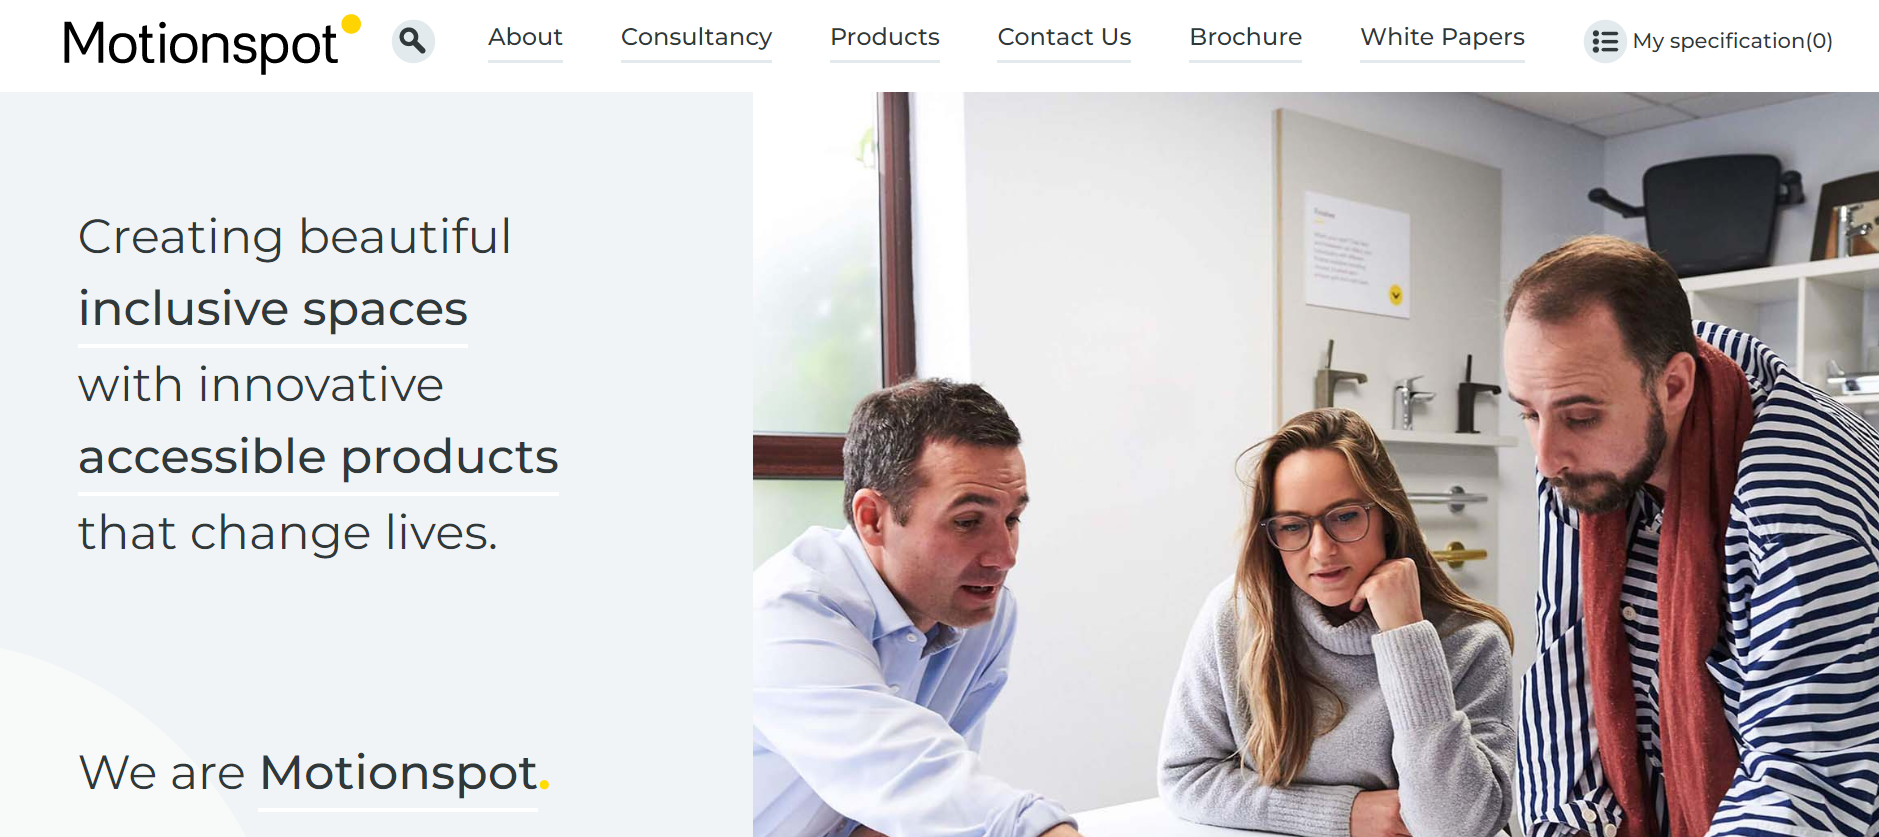 Motionspot
About
Consultancy
Products
Contact Us
Brochure
White Papers
My specification(0)
Creating beautiful
inclusive spaces
with innovative
accessible products
that change lives.
We are Motionspot.